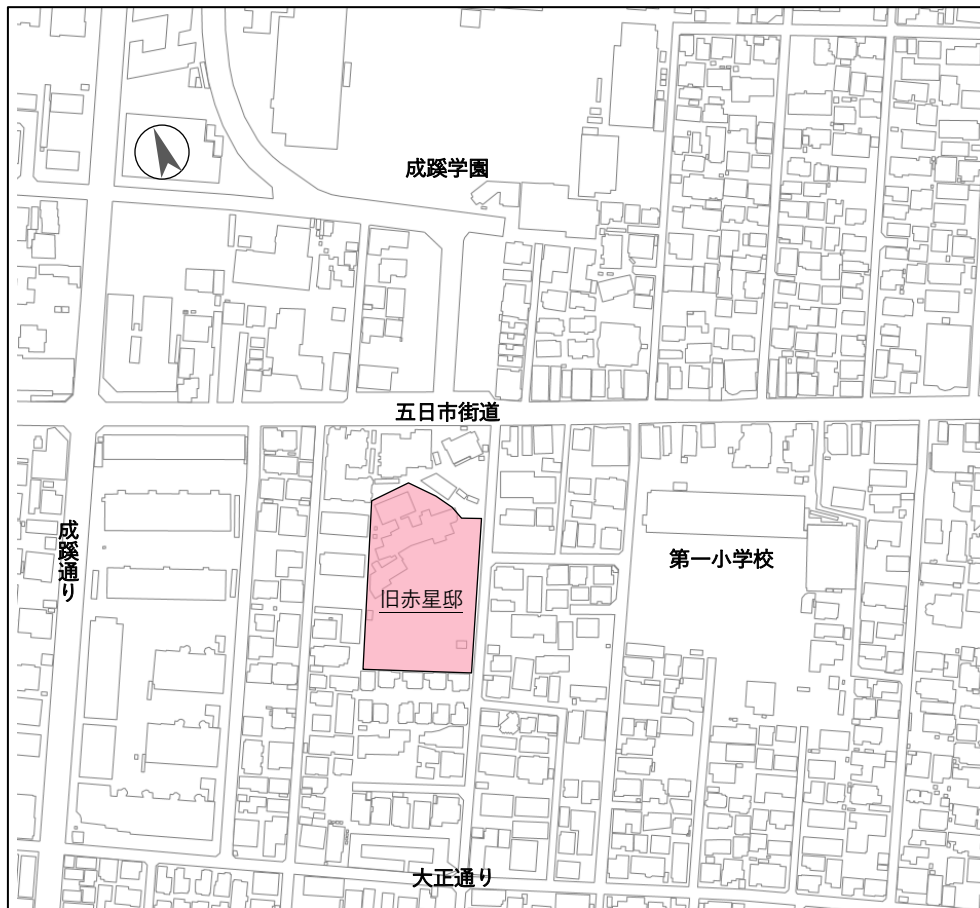 成蹊学園
五日市街道
成蹊通り
第一小学校
旧赤星邸
大正通り